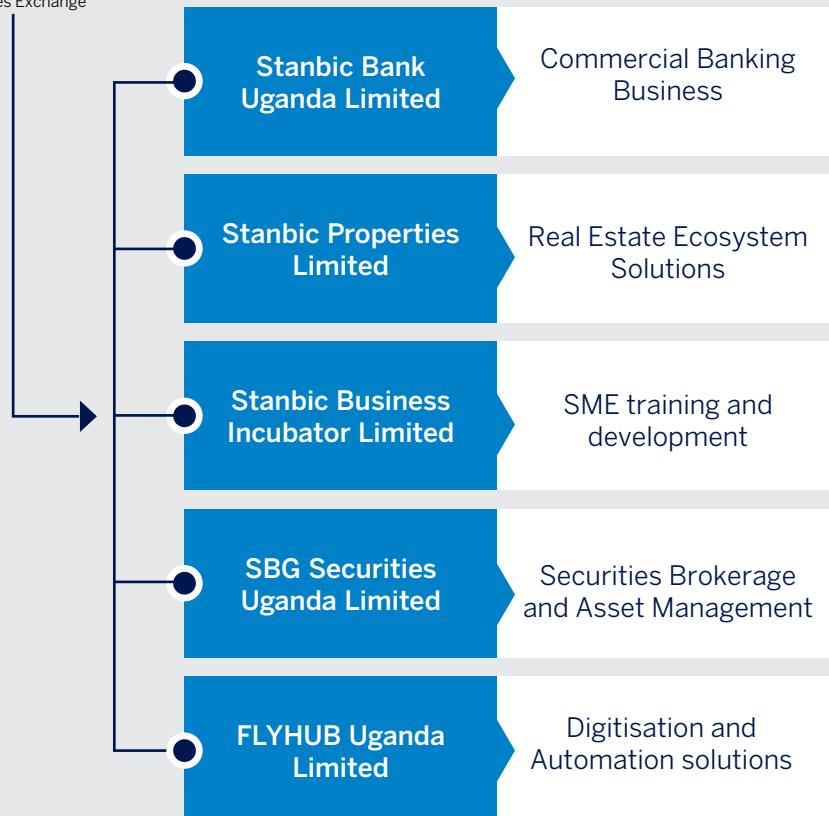 Exchange
Stanbic Bank
Uganda Limited
Commercial Banking
Business
Stanbic Properties
Limited
Real Estate Ecosystem
Solutions
Stanbic Business
Incubator Limited
SME training and
development
SBG Securities
Uganda Limited
Securities Brokerage
and Asset Management
FLYHUB Uganda
Limited
Digitisation and
Automation solutions